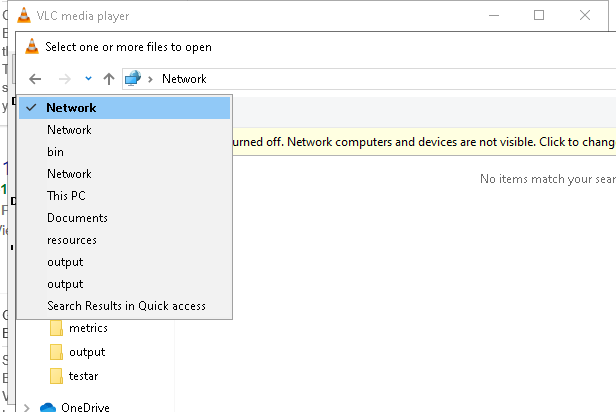 VLC media player
Select one or more files to open
Network
Network
urned off. Network computers and devices are not visible. Click to chang
Network
bin
Network
No items match your sear
This PC
Documents
resources
output
output
Search Results in Quick access
metrics
output
testar
OneDrive